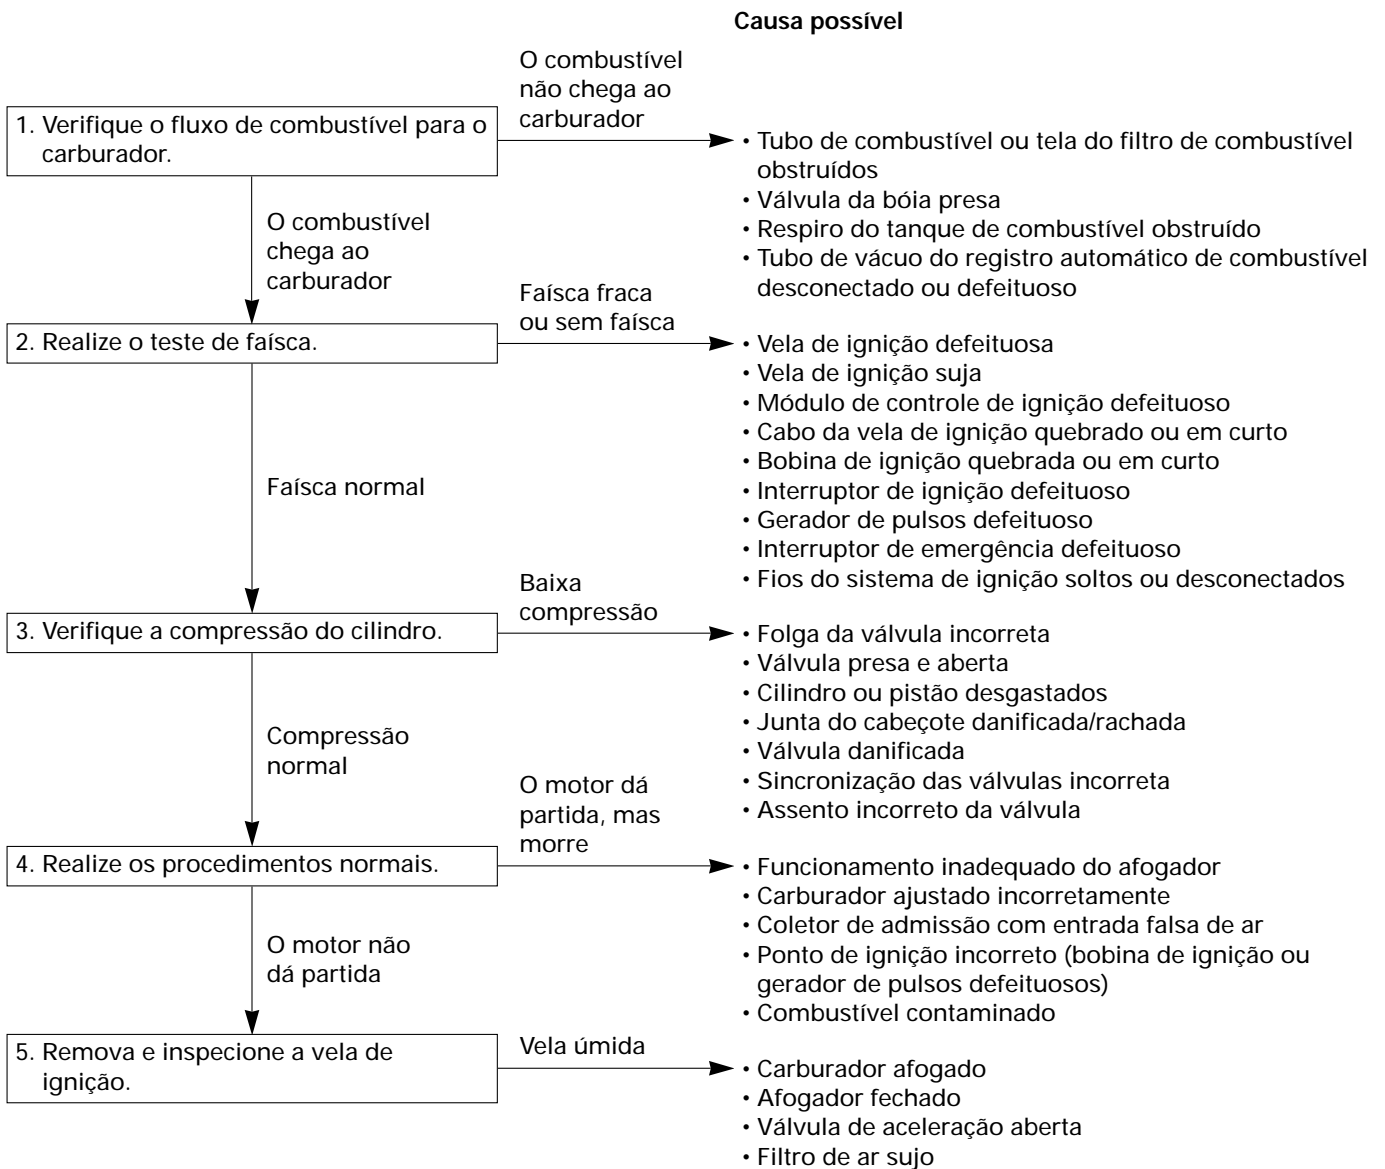 Causa possível
O combustível
não chega ao
carburador
1. Verifique o fluxo de combustível para o
carburador.
• Tubo de combustível ou tela do filtro de combustível
obstruídos
• Válvula da bóia presa
• Respiro do tanque de combustível obstruído
• Tubo de vácuo do registro automático de combustível
desconectado ou defeituoso
O combustível
chega ao
carburador
Faísca fraca
ou sem faísca
2. Realize o teste de faísca.
• Vela de ignição defeituosa
• Vela de ignição suja
• Módulo de controle de ignição defeituoso
• Cabo da vela de ignição quebrado ou em curto
• Bobina de ignição quebrada ou em curto
• Interruptor de ignição defeituoso
• Gerador de pulsos defeituoso
• Interruptor de emergência defeituoso
• Fios do sistema de ignição soltos ou desconectados
Faísca normal
Baixa
compressão
3. Verifique a compressão do cilindro.
• Folga da válvula incorreta
• Válvula presa e aberta
• Cilindro ou pistão desgastados
• Junta do cabeçote danificada/rachada
• Válvula danificada
• Sincronização das válvulas incorreta
• Assento incorreto da válvula
Compressão
normal
O motor dá
partida, mas
morre
4. Realize os procedimentos normais.
• Funcionamento inadequado do afogador
• Carburador ajustado incorretamente
• Coletor de admissão com entrada falsa de ar
• Ponto de ignição incorreto (bobina de ignição ou
gerador de pulsos defeituosos)
• Combustível contaminado
O motor não
dá partida
Vela úmida
5. Remova e inspecione a vela de
ignição.
• Carburador afogado
• Afogador fechado
• Válvula de aceleração aberta
• Filtro de ar sujo